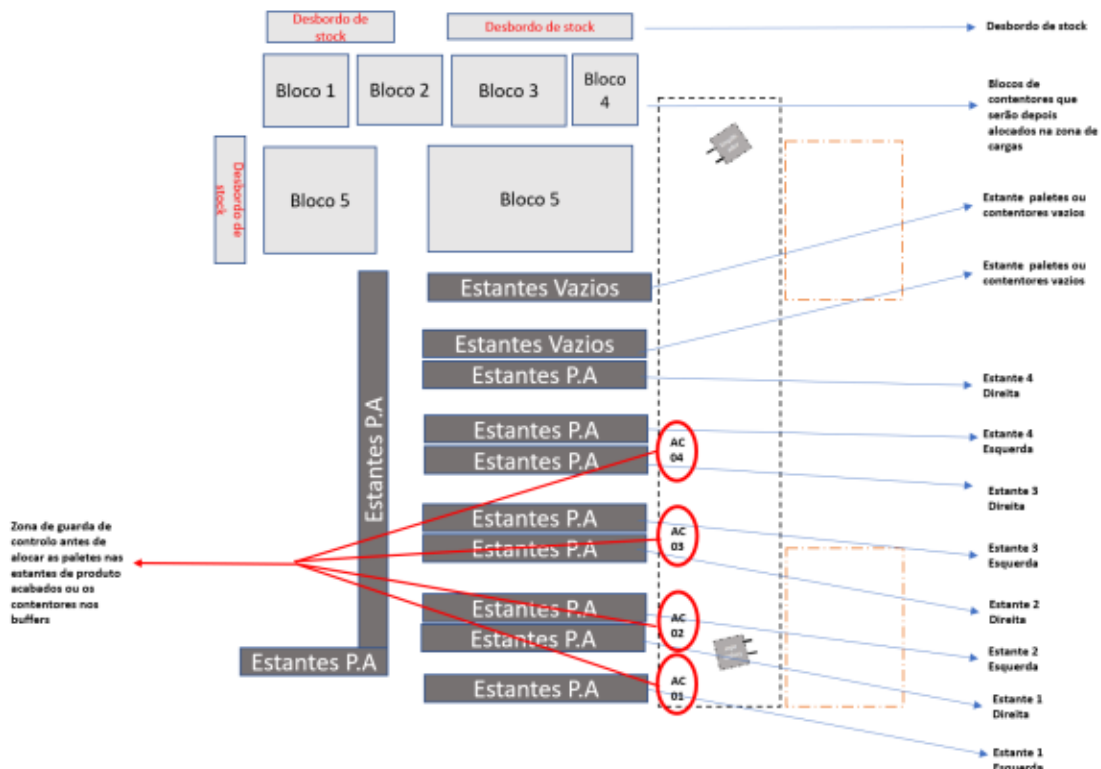 Desbordo de
stock
Desbordo de stock
Desbordo de stock
Bloco 1
Bloco 2
Bloco 3
Bloco
4
Blocos de
contentores que
serão depois
alocados na zona de
cargas
Desbordo de
stock
Bloco 5
Bloco 5
Estante paletes ou
contentores vazios
Estantes Vazios
Estante paletes ou
contentores vazios
Estantes Vazios
Estantes P.A
Estante 4
Direita
Estantes P.A
Estantes P.A
Estantes P.A
AC
04
Estante 4
Esquerda
Estante 3
Direita
Zona de guarda de
controlo antes de
alocar as paletes nas
estantes de produto
acabados ou os
contentores nos
buffers
Estantes P.A
Estantes P.A
AC
03
Estante 3
Esquerda
Estante 2
Direita
Estantes P.A
Estantes P.A
AC
02
Estante 2
Esquerda
Estantes P.A
Estantes P.A
AC
01
Estante 1
Direita
Estante 1
Esquerda